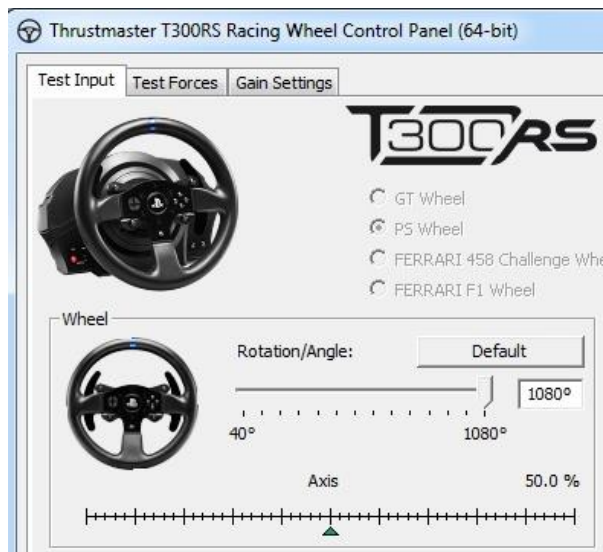 Thrustmaster T300RS Racing Wheel Control Panel (64-bit)
Test Input Test Forces Gain Settings
T300RS
GT Wheel
PS Wheel
FERRARI 458 Challenge Whe
FERRARI F1 Wheel
Wheel
Rotation/Angle: Default
1080°
40° 1080°
Axis 50.0 %